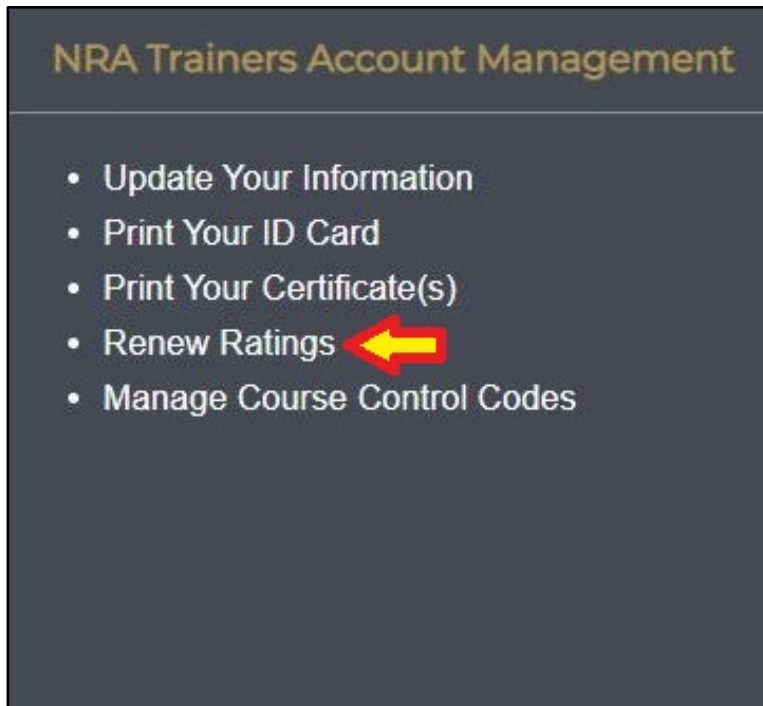 NRA Trainers Account Management
• Update Your Information
• Print Your ID Card
• Print Your Certificate(s)
• Renew Ratings
• Manage Course Control Codes